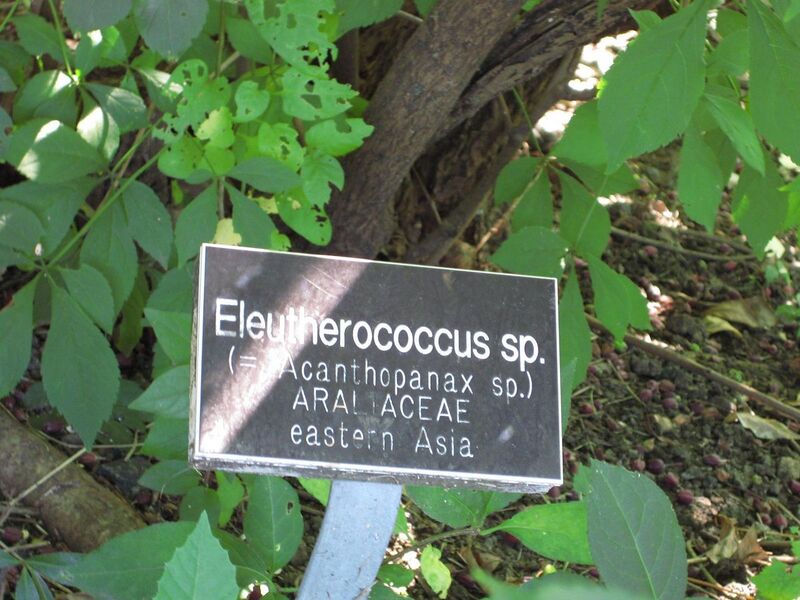 Eleutherococcus sp.
(= Acanthopanax sp.)
ARALIACEAE
eastern Asia